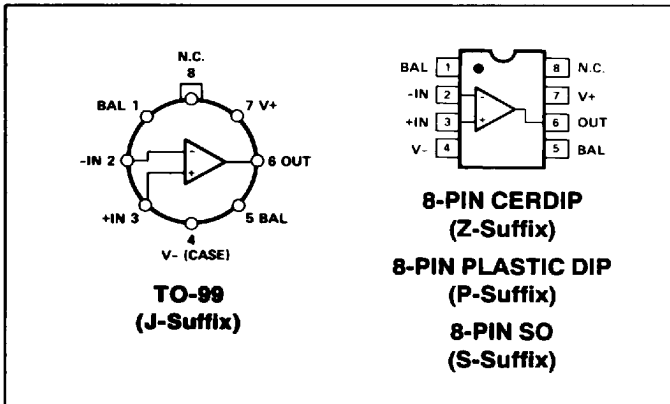 N.C.
8
BAL 1
7 V+
-IN 2
-
+
6 OUT
+IN 3
5 BAL
4
V- (CASE)
TO-99
(J-Suffix)
BAL 1
8 N.C.
-IN 2
-
7 V+
+IN 3
+
6 OUT
V- 4
5 BAL
8-PIN CERDIP
(Z-Suffix)
8-PIN PLASTIC DIP
(P-Suffix)
8-PIN SO
(S-Suffix)